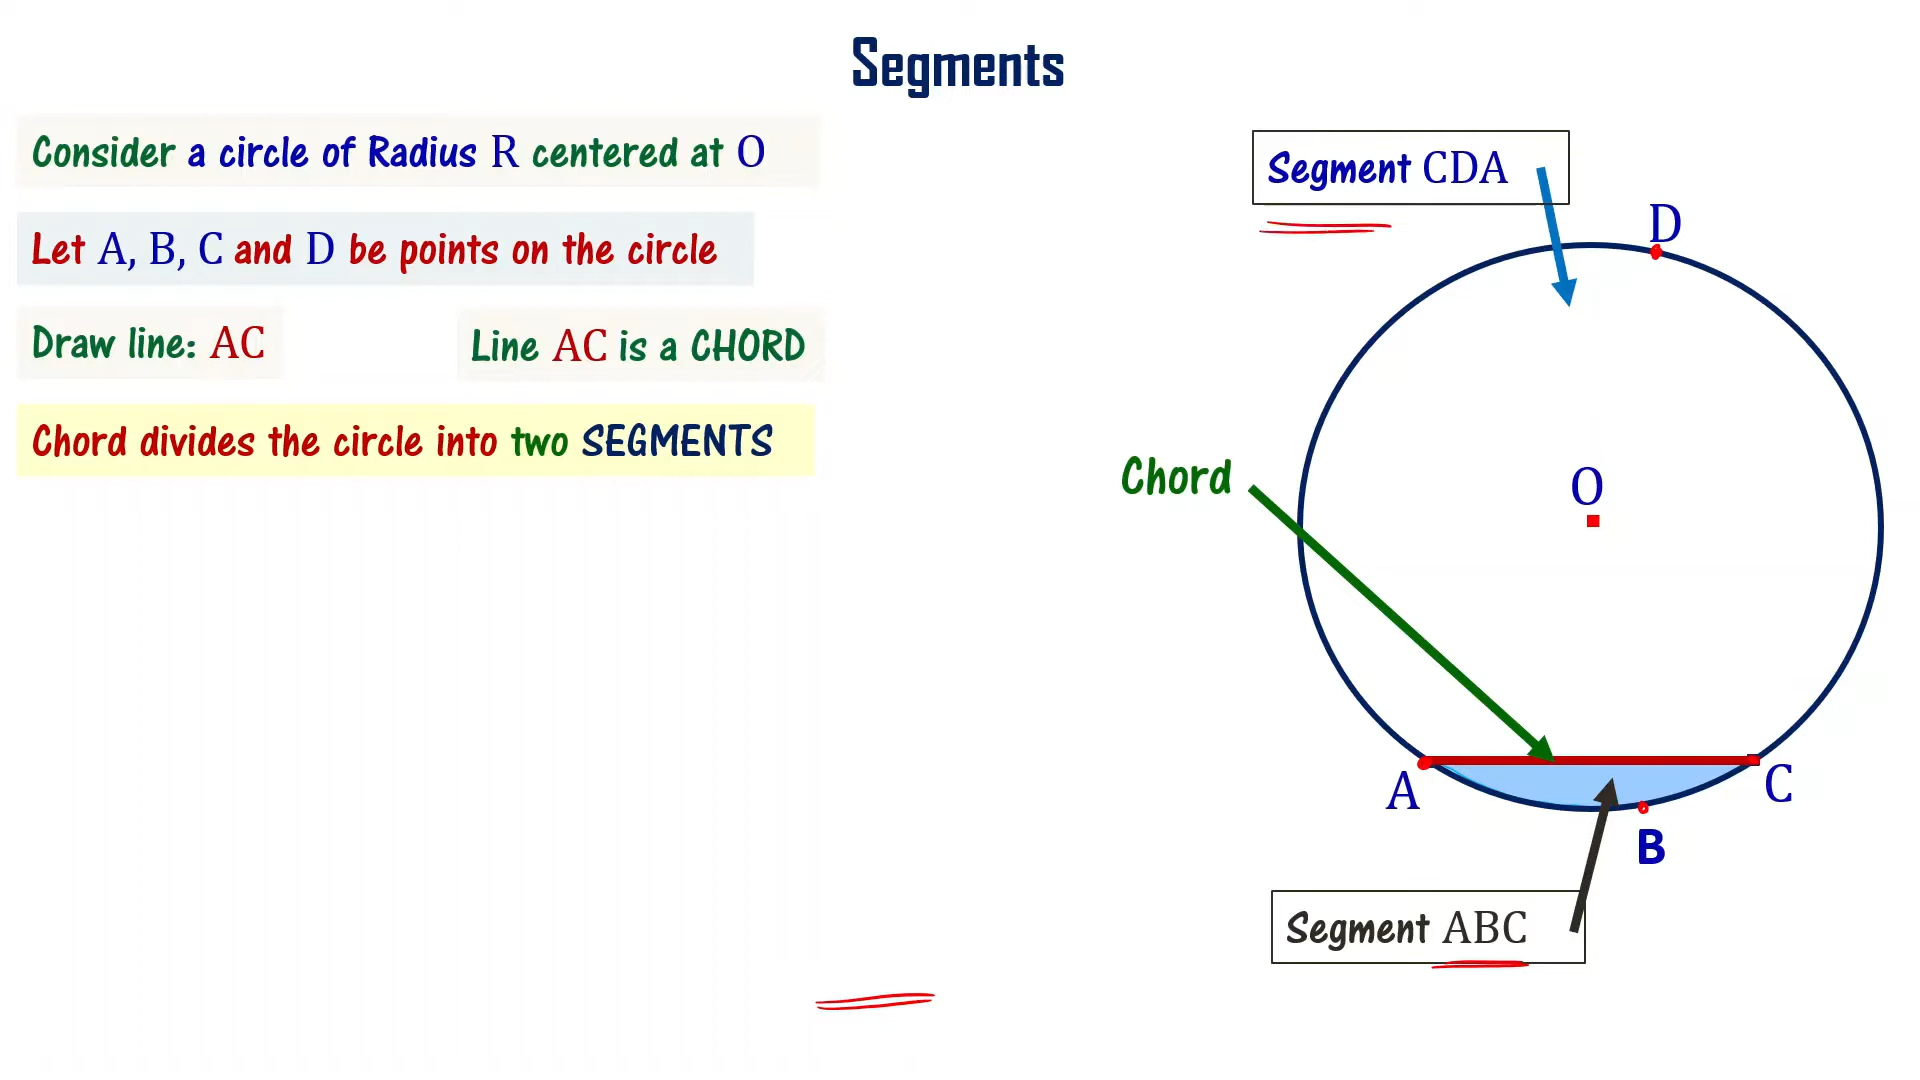 Segments
Consider a circle of Radius R centered at O
Let A, B, C and D be points on the circle
Draw line: AC
Line AC is a CHORD
Chord divides the circle into two SEGMENTS
Segment CDA
D
Chord
O
A
C
B
Segment ABC